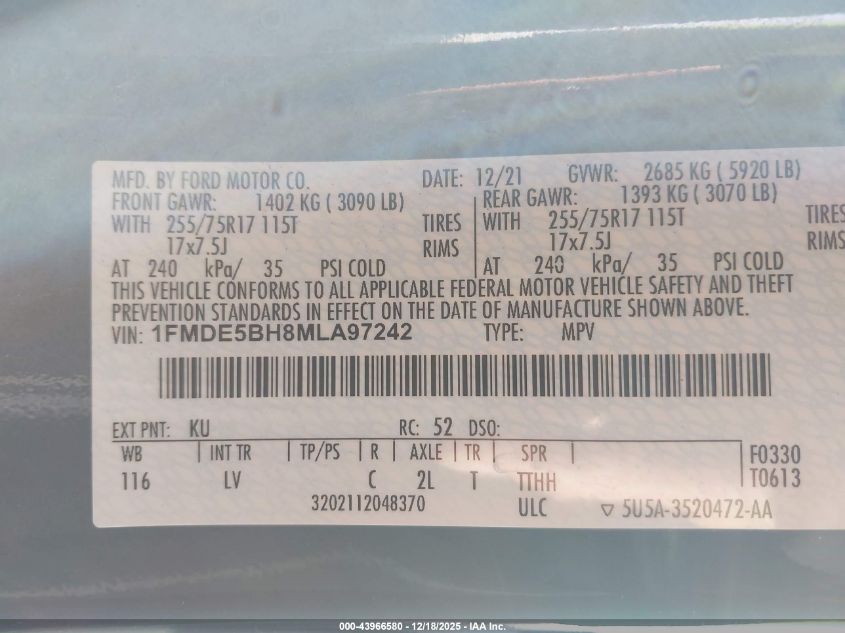 MFD. BY FORD MOTOR CO. DATE: 12/21 GVWR: 2685 KG ( 5920 LB)
FRONT GAWR: 1402 KG ( 3090 LB) REAR GAWR: 1393 KG ( 3070 LB)
WITH 255/75R17 115T TIRES WITH 255/75R17 115T TIRES
17x7.5J RIMS 17x7.5J RIMS
AT 240 kPa/ 35 PSI COLD AT 240 kPa/ 35 PSI COLD
THIS VEHICLE CONFORMS TO ALL APPLICABLE FEDERAL MOTOR VEHICLE SAFETY AND THEFT
PREVENTION STANDARDS IN EFFECT ON THE DATE OF MANUFACTURE SHOWN ABOVE.
VIN: 1FMDE5BH8MLA97242 TYPE: MPV
EXT PNT: KU RC: 52 DSO:
WB INT TR TP/PS R AXLE TR SPR F0330
116 LV C 2L T TTHH T0613
3202112048370 ULC ▽ 5U5A-3520472-AA
000-43966580 - 12/18/2025 - IAA Inc.